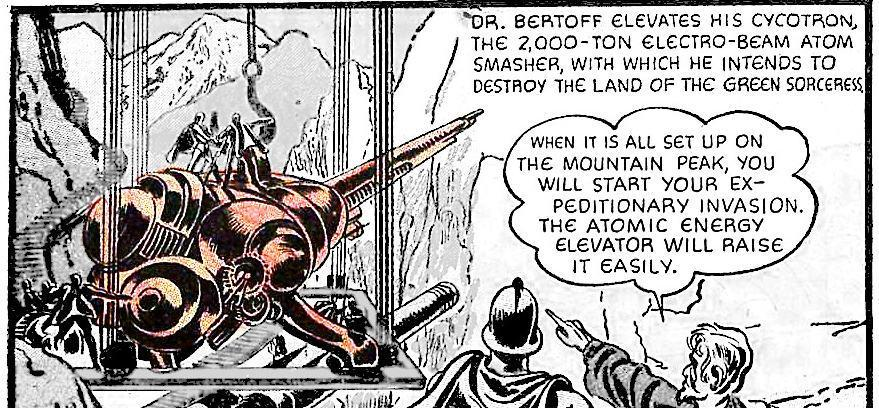 DR. BERTOFF ELEVATES HIS CYCOTRON,
THE 2,000-TON ELECTRO-BEAM ATOM
SMASHER, WITH WHICH HE INTENDS TO
DESTROY THE LAND OF THE GREEN SORCERESS.
WHEN IT IS ALL SET UP ON
THE MOUNTAIN PEAK, YOU
WILL START YOUR EX-
PEDITIONARY INVASION.
THE ATOMIC ENERGY
ELEVATOR WILL RAISE
IT EASILY.